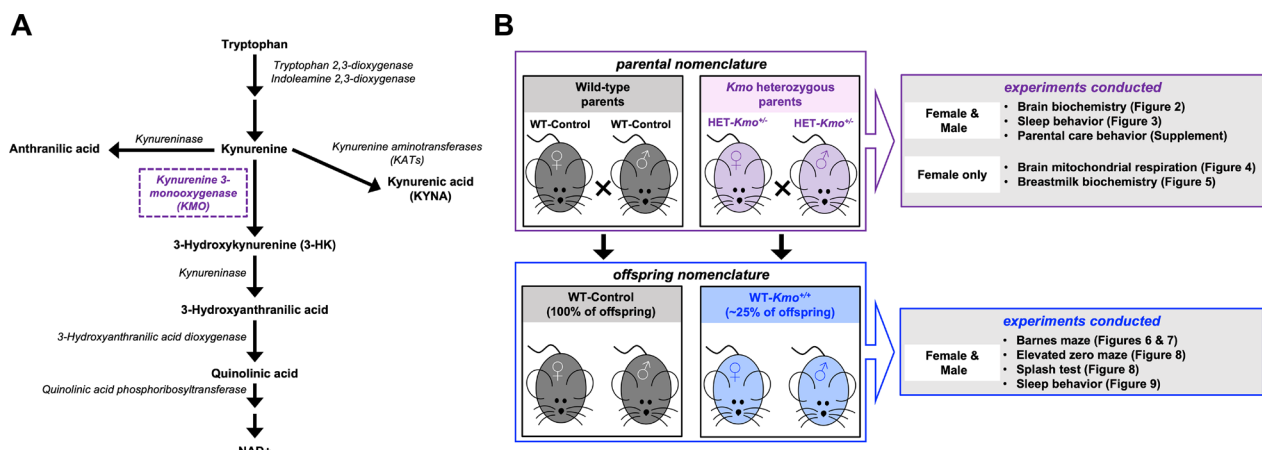 A
Tryptophan
Tryptophan 2,3-dioxygenase
Indoleamine 2,3-dioxygenase
Kynureninase
Anthranilic acid
Kynurenine
Kynurenine aminotransferases
(KATs)
Kynurenic acid
(KYNA)
Kynurenine 3-
monooxygenase
(KMO)
3-Hydroxykynurenine (3-HK)
Kynureninase
3-Hydroxyanthranilic acid
3-Hydroxyanthranilic acid dioxygenase
Quinolinic acid
Quinolinic acid phosphoribosyltransferase
NAD+
B
parental nomenclature
Wild-type
parents
WT-Control
WT-Control
♀
♂
×
Kmo heterozygous
parents
HET-Kmo+/-
HET-Kmo+/-
♀
♂
×
experiments conducted
Female &
Male
• Brain biochemistry (Figure 2)
• Sleep behavior (Figure 3)
• Parental care behavior (Supplement)
Female only
• Brain mitochondrial respiration (Figure 4)
• Breastmilk biochemistry (Figure 5)
offspring nomenclature
WT-Control
(100% of offspring)
♀
♂
WT-Kmo+/+
(~25% of offspring)
♀
♂
experiments conducted
Female &
Male
• Barnes maze (Figures 6 & 7)
• Elevated zero maze (Figure 8)
• Splash test (Figure 8)
• Sleep behavior (Figure 9)